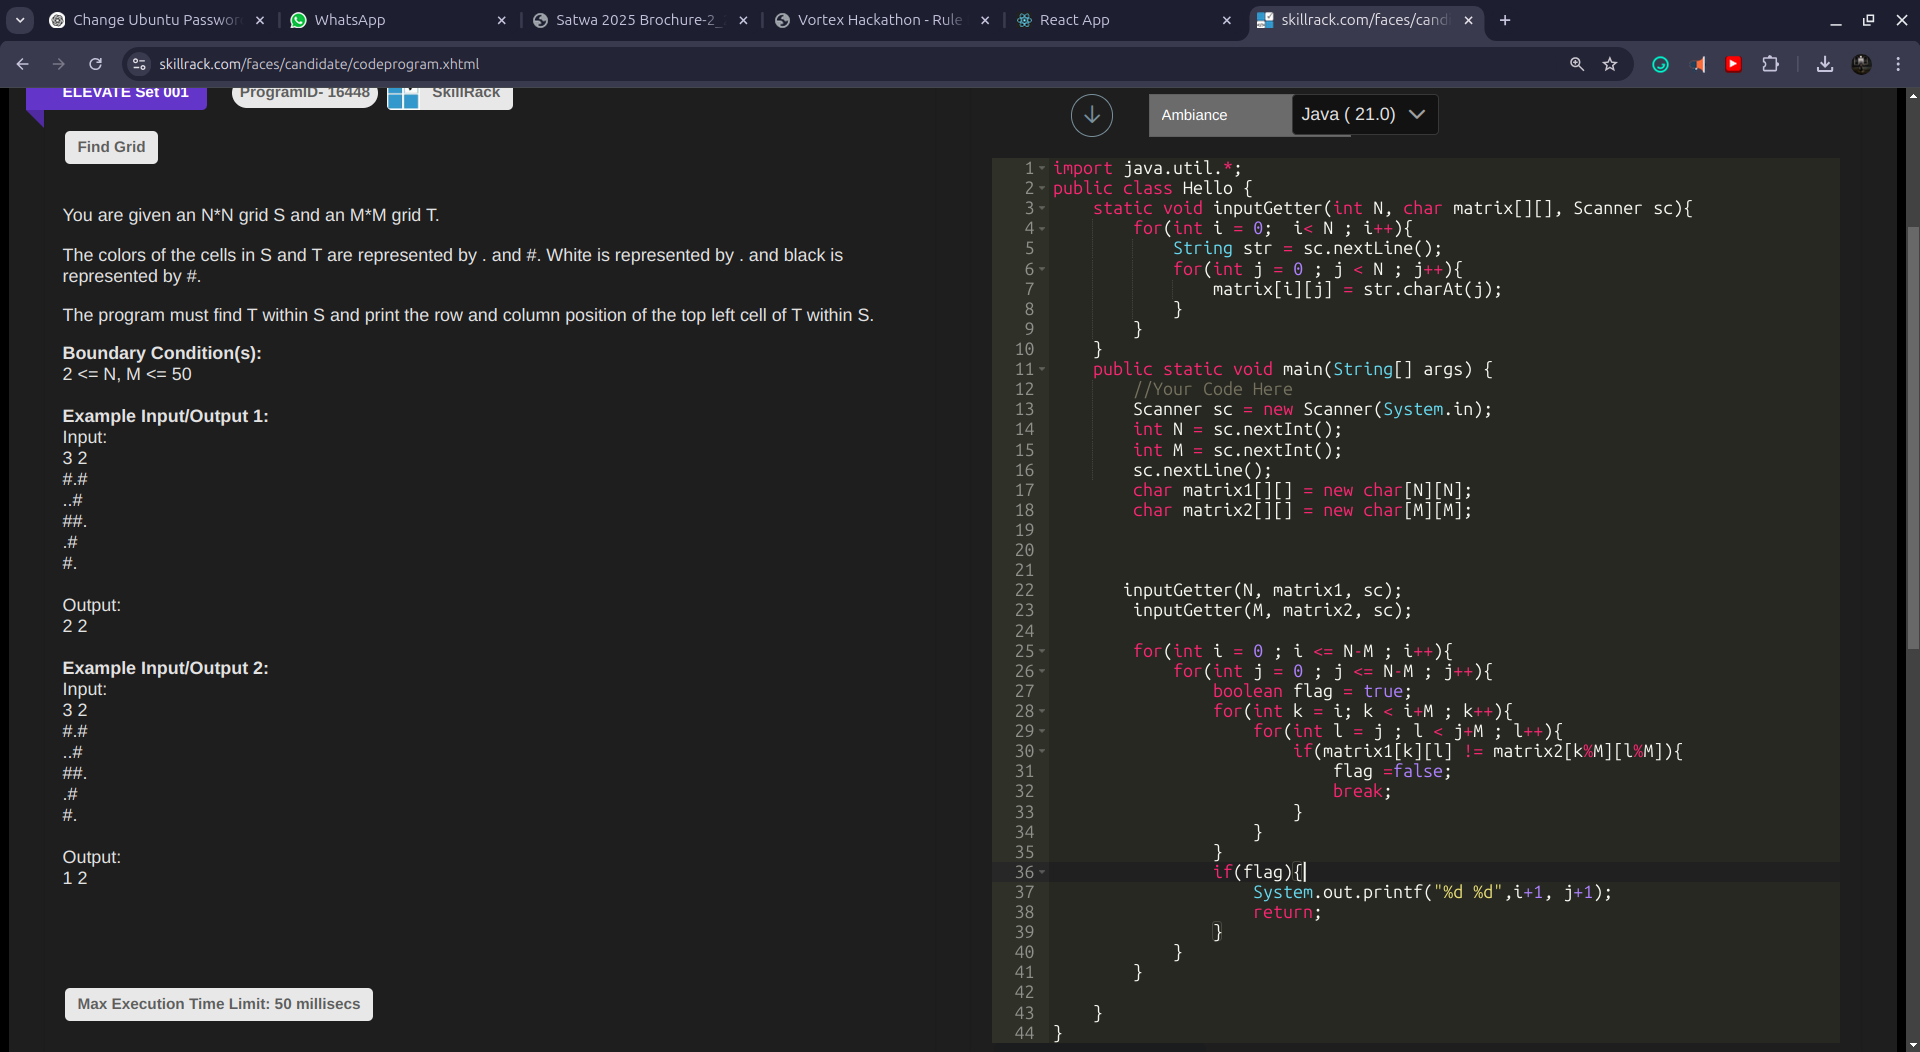 Change Ubuntu Passwor
WhatsApp
Satwa 2025 Brochure-2_
Vortex Hackathon - Rule
React App
skillrack.com/faces/cand
skillrack.com/faces/candidate/codeprogram.xhtml
ELEVATE Set 001
ProgramID- 16448
SkillRack
Find Grid
You are given an N*N grid S and an M*M grid T.
The colors of the cells in S and T are represented by . and #. White is represented by . and black is
represented by #.
The program must find T within S and print the row and column position of the top left cell of T within S.
Boundary Condition(s):
2 <= N, M <= 50
Example Input/Output 1:
Input:
3 2
#.#
..#
##.
.#
#.
Output:
2 2
Example Input/Output 2:
Input:
3 2
#.#
..#
##.
.#
#.
Output:
1 2
Max Execution Time Limit: 50 millisecs
Ambiance
Java ( 21.0)
1 import java.util.*;
2 public class Hello {
3 static void inputGetter(int N, char matrix[][], Scanner sc){
4 for(int i = 0;  i< N ; i++){
5 String str = sc.nextLine();
6 for(int j = 0 ; j < N ; j++){
7 matrix[i][j] = str.charAt(j);
8 }
9 }
10 }
11 public static void main(String[] args) {
12 //Your Code Here
13 Scanner sc = new Scanner(System.in);
14 int N = sc.nextInt();
15 int M = sc.nextInt();
16 sc.nextLine();
17 char matrix1[][] = new char[N][N];
18 char matrix2[][] = new char[M][M];
19
20
21
22 inputGetter(N, matrix1, sc);
23 inputGetter(M, matrix2, sc);
24
25 for(int i = 0 ; i <= N-M ; i++){
26 for(int j = 0 ; j <= N-M ; j++){
27 boolean flag = true;
28 for(int k = i; k < i+M ; k++){
29 for(int l = j ; l < j+M ; l++){
30 if(matrix1[k][l] != matrix2[k%M][l%M]){
31 flag =false;
32 break;
33 }
34 }
35 }
36 if(flag){
37 System.out.printf("%d %d",i+1, j+1);
38 return;
39 }
40 }
41 }
42
43 }
44 }